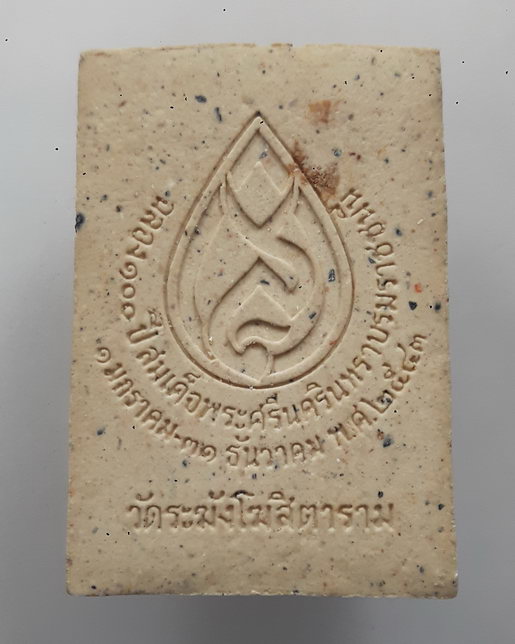 ฉลอง ๑๐๐ ปี สมเด็จพระศรีนครินทราบรมราชชนนี
๑ มกราคม-๓๑ ธันวาคม พ.ศ.๒๕๔๓
วัดระฆังโฆสิตาราม